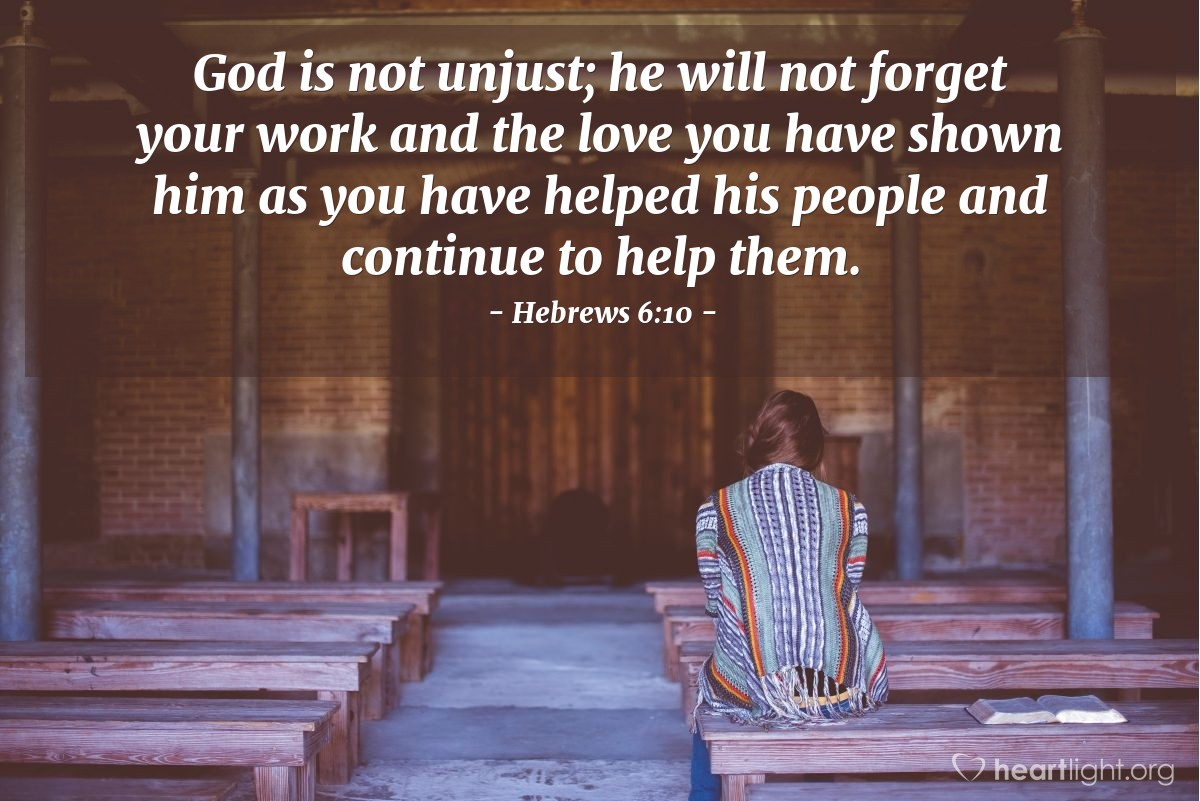 God is not unjust; he will not forget
your work and the love you have shown
him as you have helped his people and
continue to help them.
- Hebrews 6:10 -
heartlight.org